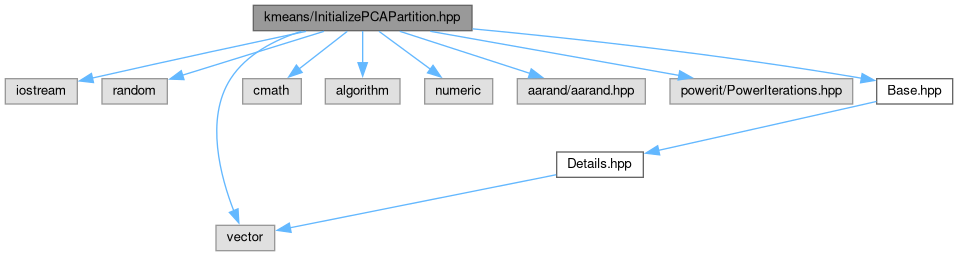 kmeans/InitializePCAPartition.hpp
iostream
random
cmath
algorithm
numeric
aarand/aarand.hpp
powerit/PowerIterations.hpp
Base.hpp
Details.hpp
vector